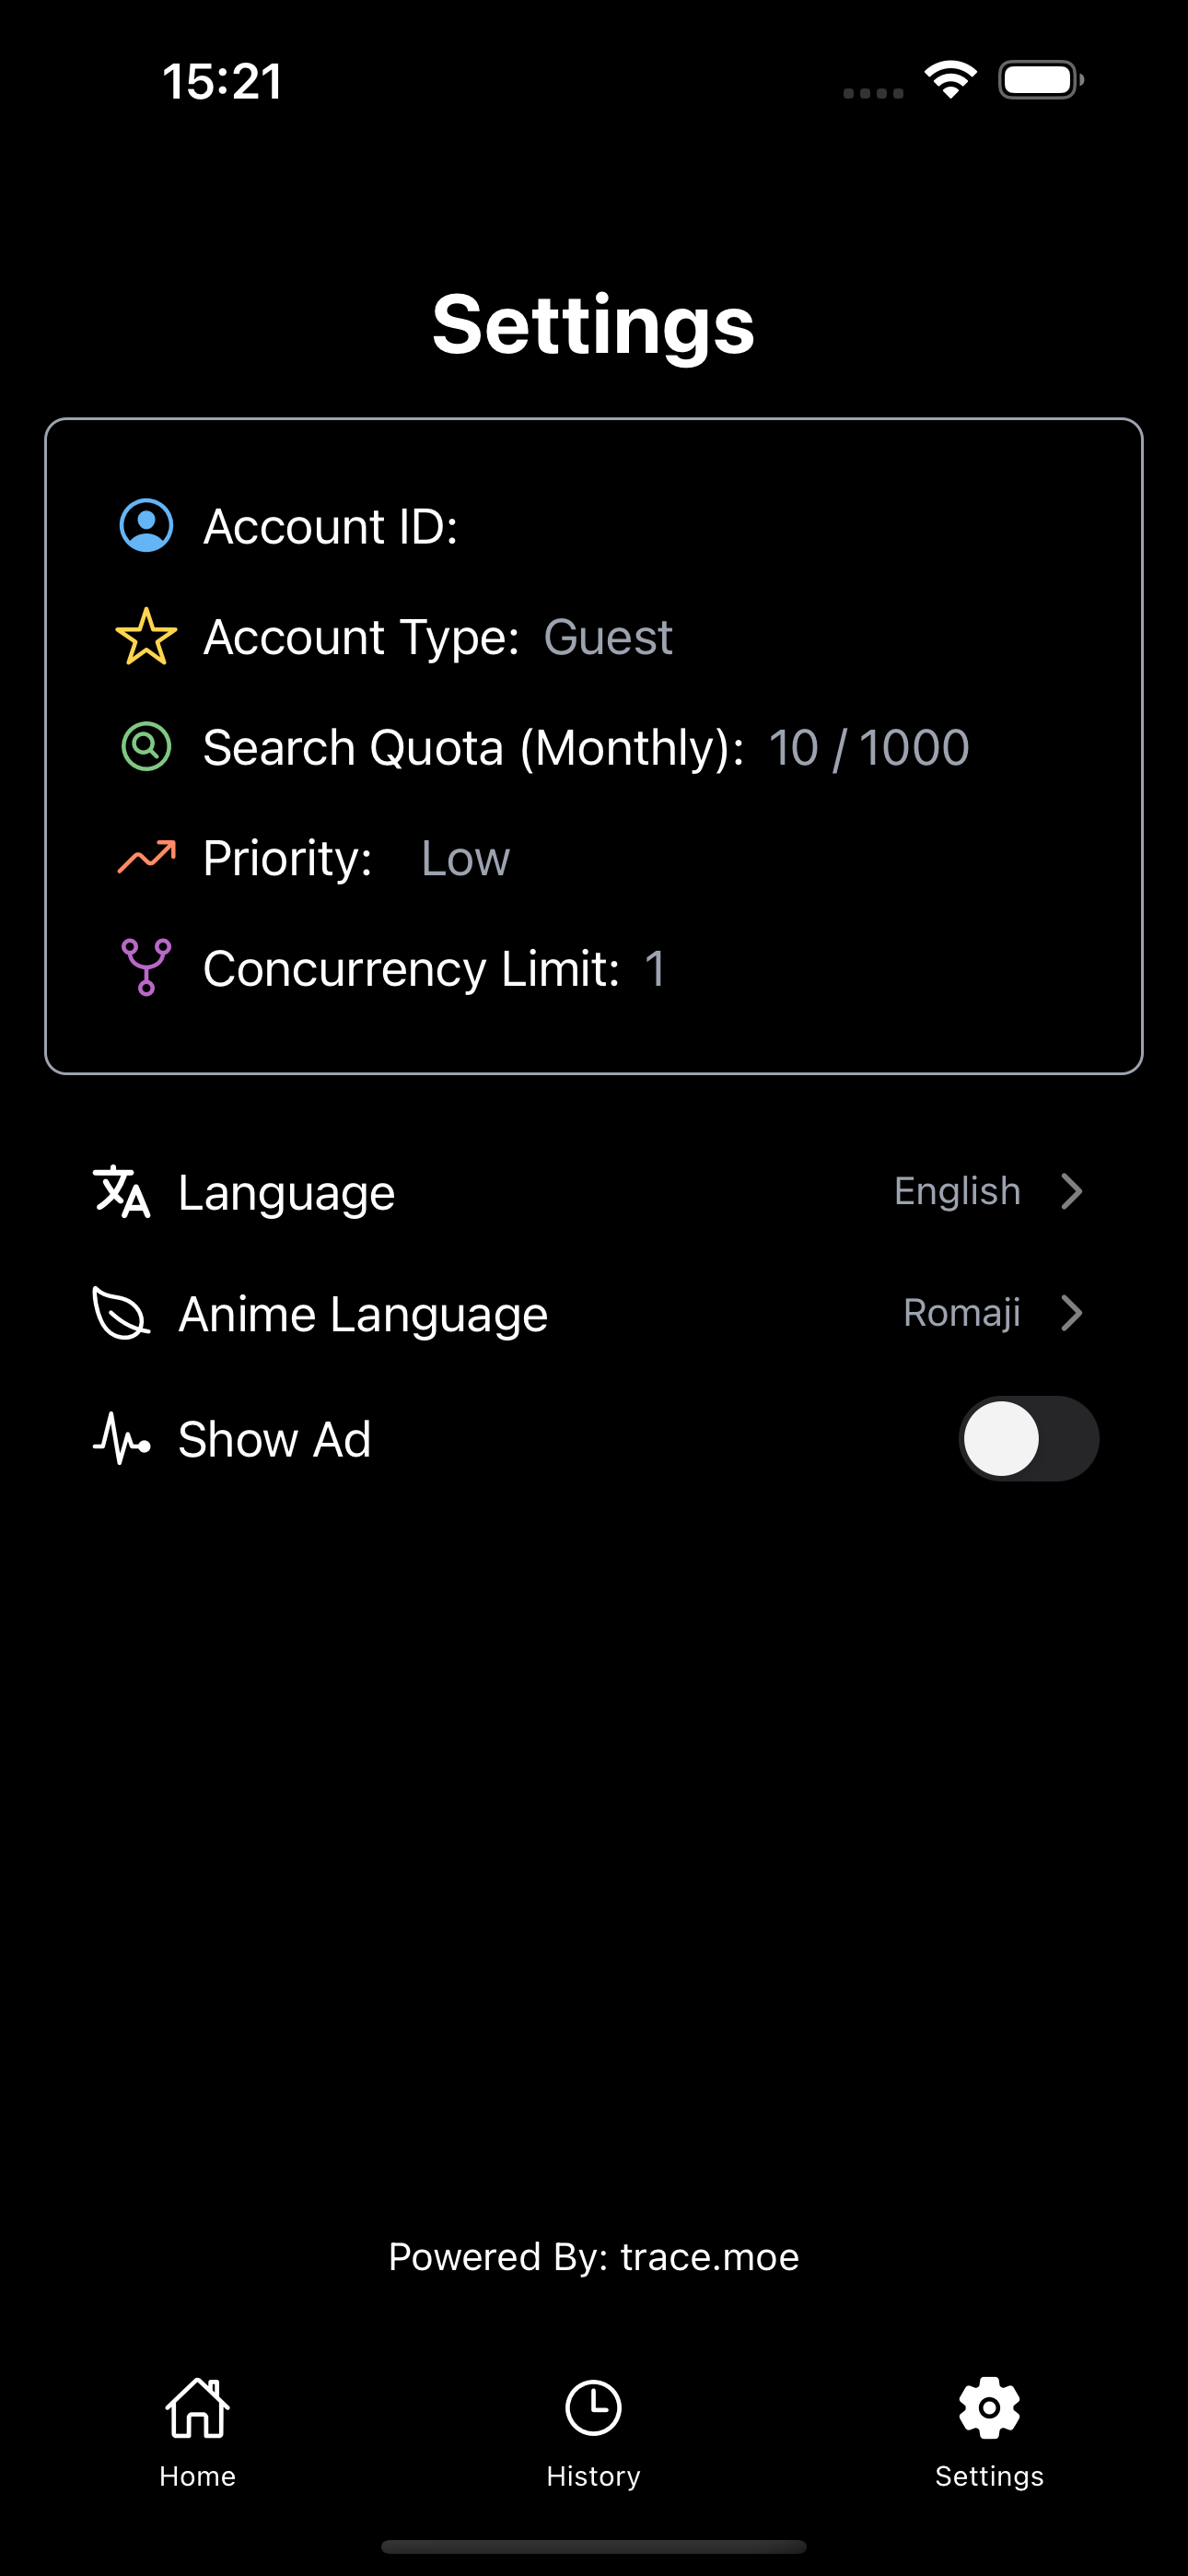 15:21
Settings
Account ID:
Account Type: Guest
Search Quota (Monthly): 10 / 1000
Priority: Low
Concurrency Limit: 1
Language English
Anime Language Romaji
Show Ad
Powered By: trace.moe
Home History Settings